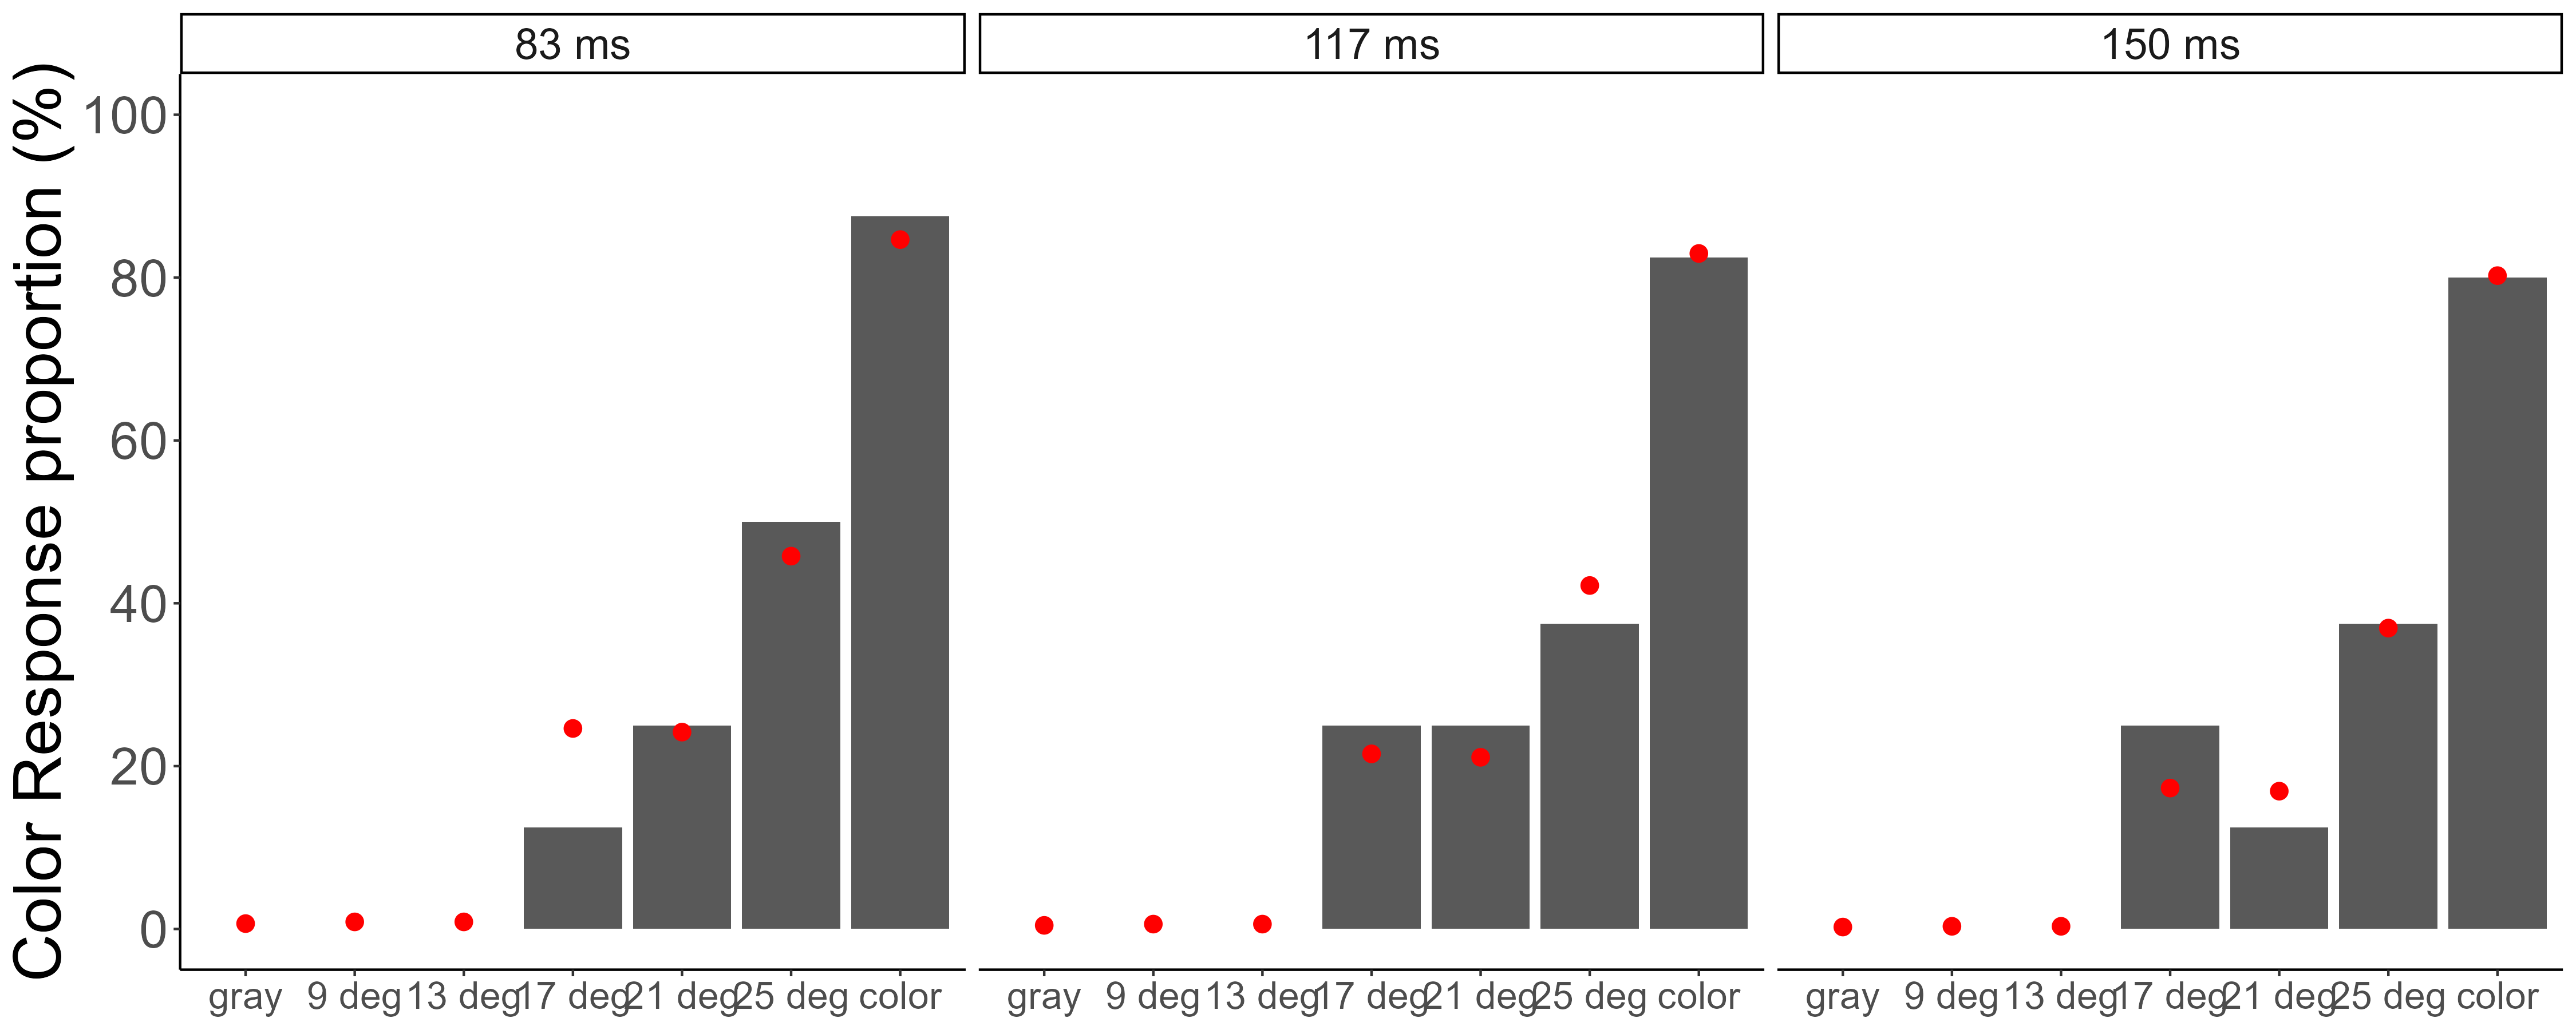 83 ms
117 ms
150 ms
Color Response proportion (%)
100
80
60
40
20
0
gray 9 deg 13 deg 17 deg 21 deg 25 deg color
gray 9 deg 13 deg 17 deg 21 deg 25 deg color
gray 9 deg 13 deg 17 deg 21 deg 25 deg color